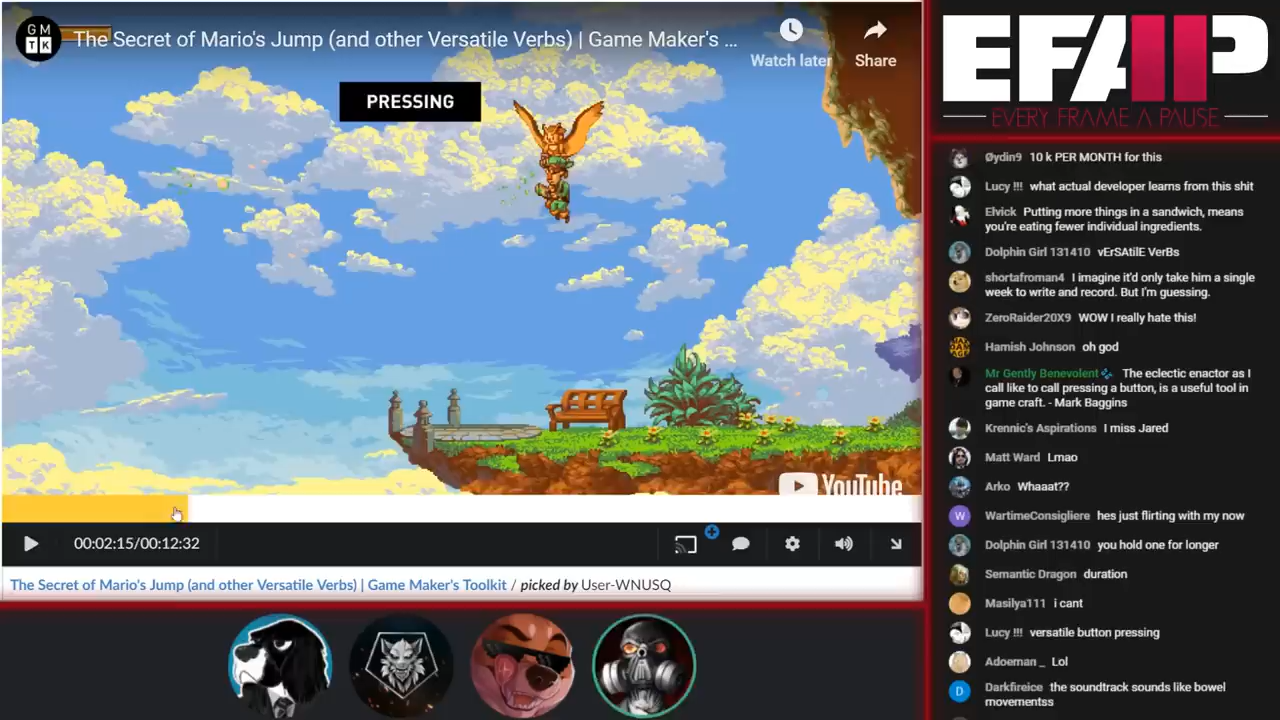 GM
TK
The Secret of Mario's Jump (and other Versatile Verbs) | Game Maker's ...
Watch later
Share
PRESSING
YouTube
00:02:15/00:12:32
The Secret of Mario's Jump (and other Versatile Verbs) | Game Maker's Toolkit / picked by User-WNUSQ
EFAP
EVERY FRAME A PAUSE
Øydin9 10 k PER MONTH for this
Lucy !!! what actual developer learns from this shit
Elvick Putting more things in a sandwich, means
you're eating fewer individual ingredients.
Dolphin Girl 131410 vErSAtilE VerBs
shortafroman4 I imagine it'd only take him a single
week to write and record. But I'm guessing.
ZeroRaider20X9 WOW I really hate this!
Hamish Johnson oh god
Mr Gently Benevolent The eclectic enactor as I
call like to call pressing a button, is a useful tool in
game craft. - Mark Baggins
Krennic's Aspirations I miss Jared
Matt Ward Lmao
Arko Whaaat??
W
WartimeConsigliere hes just flirting with my now
Dolphin Girl 131410 you hold one for longer
Semantic Dragon duration
Masilya111 i cant
Lucy !!! versatile button pressing
Adoeman _ Lol
D
Darkfireice the soundtrack sounds like bowel
movementss